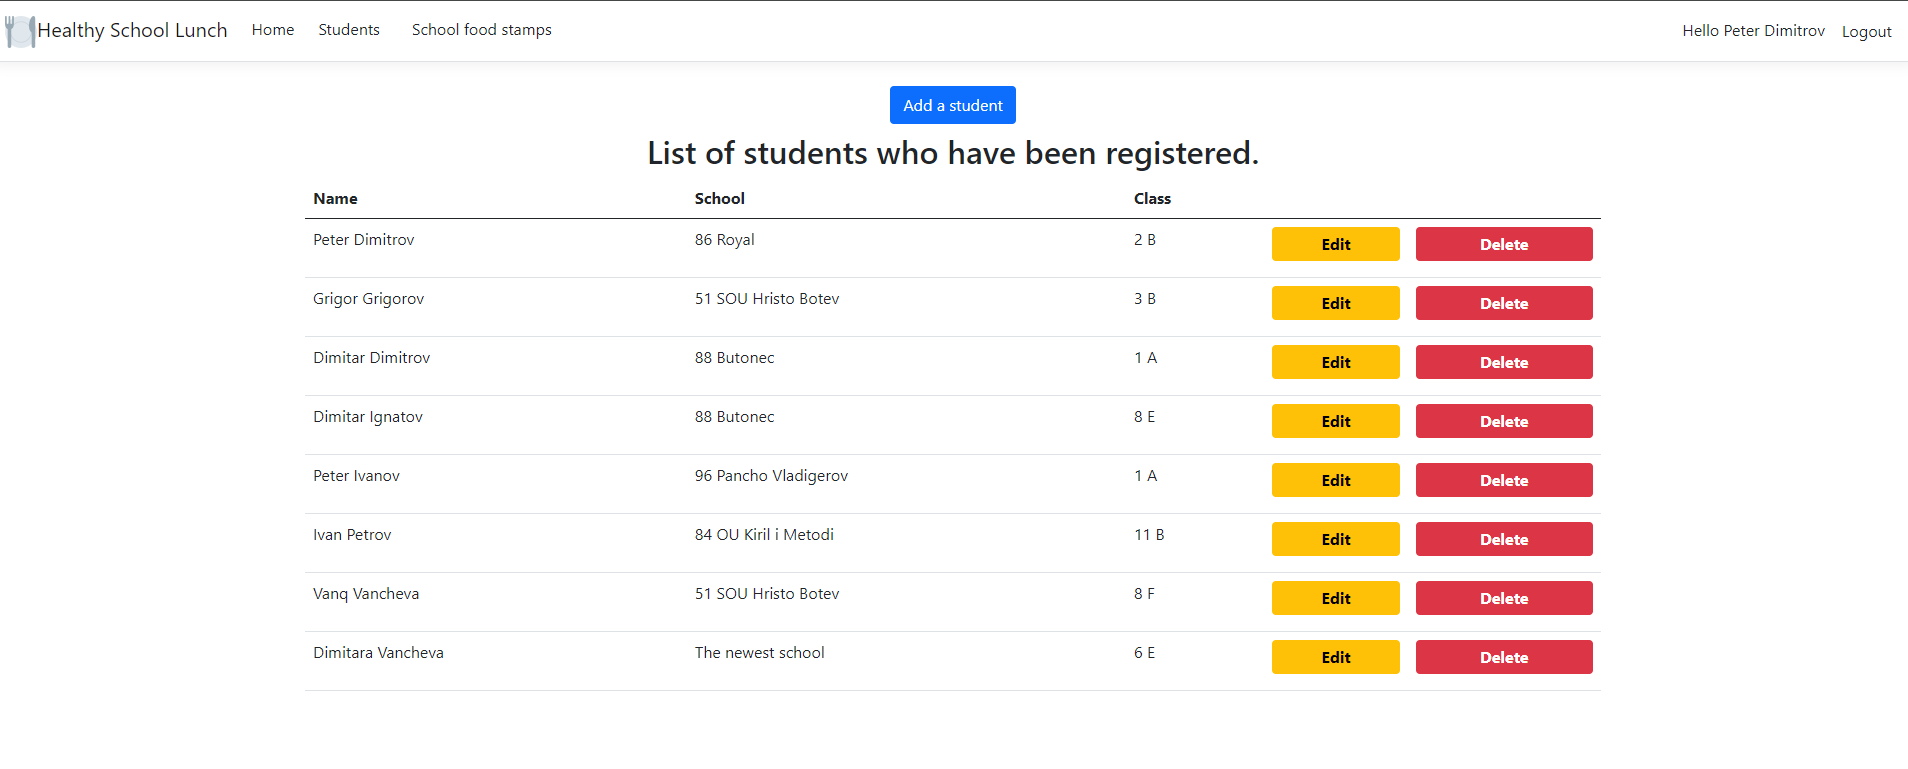 Healthy School Lunch Home Students School food stamps Hello Peter Dimitrov Logout
Add a student
List of students who have been registered.
Name School Class
Peter Dimitrov 86 Royal 2 B Edit Delete
Grigor Grigorov 51 SOU Hristo Botev 3 B Edit Delete
Dimitar Dimitrov 88 Butonec 1 A Edit Delete
Dimitar Ignatov 88 Butonec 8 E Edit Delete
Peter Ivanov 96 Pancho Vladigerov 1 A Edit Delete
Ivan Petrov 84 OU Kiril i Metodi 11 B Edit Delete
Vanq Vancheva 51 SOU Hristo Botev 8 F Edit Delete
Dimitara Vancheva The newest school 6 E Edit Delete